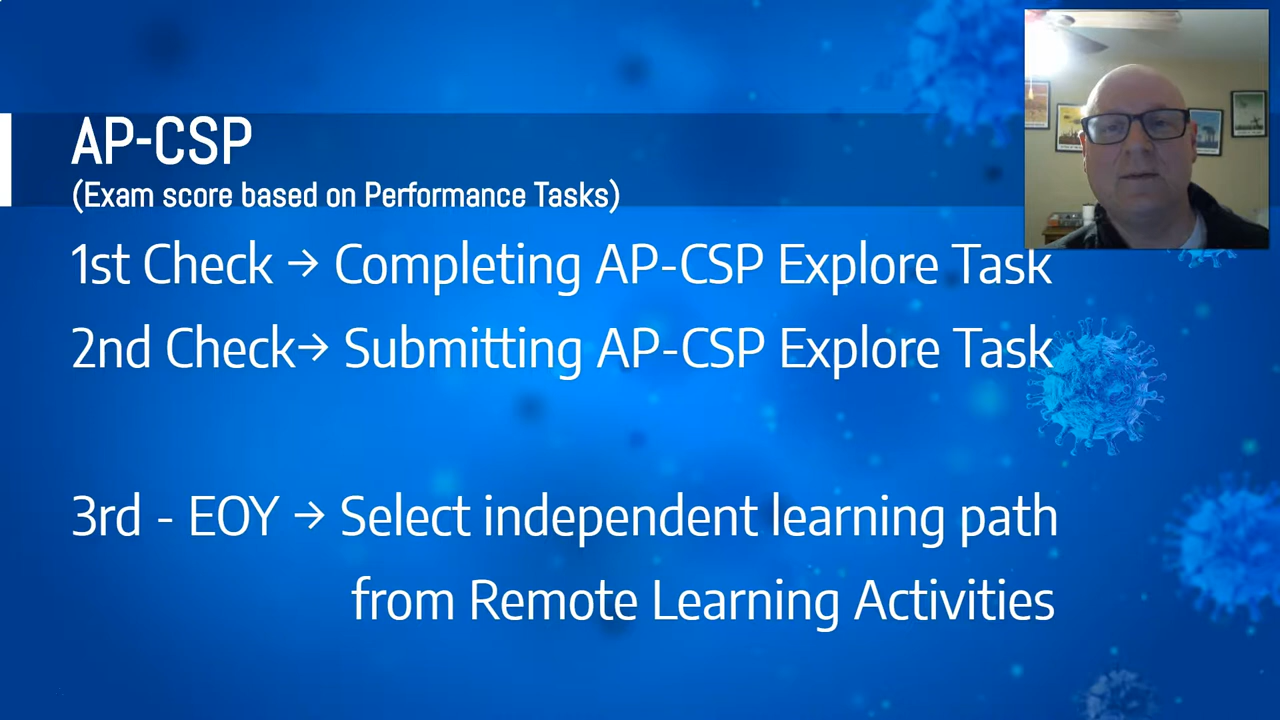 AP-CSP
(Exam score based on Performance Tasks)
1st Check → Completing AP-CSP Explore Task
2nd Check→ Submitting AP-CSP Explore Task
3rd - EOY → Select independent learning path
from Remote Learning Activities